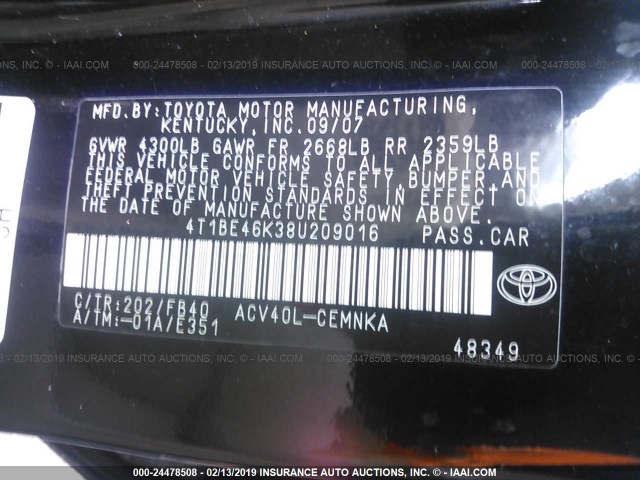 000-24478508 - 02/13/2019 INSURANCE AUTO AUCTIONS, INC. - © IAAI.COM
MFD.BY:TOYOTA MOTOR MANUFACTURING,
KENTUCKY,INC.09/07
GVWR 4300LB GAWR FR 2668LB RR 2359LB
THIS VEHICLE CONFORMS TO ALL APPLICABLE
FEDERAL MOTOR VEHICLE SAFETY,BUMPER AND
THEFT PREVENTION STANDARDS IN EFFECT ON
THE DATE OF MANUFACTURE SHOWN ABOVE.
4T1BE46K38U209016 PASS.CAR
C/TR:202/FB40 ACV40L-CEMNKA
A/TM:-01A/E351
48349
000-24478508 - 02/13/2019 INSURANCE AUTO AUCTIONS, INC. - © IAAI.COM